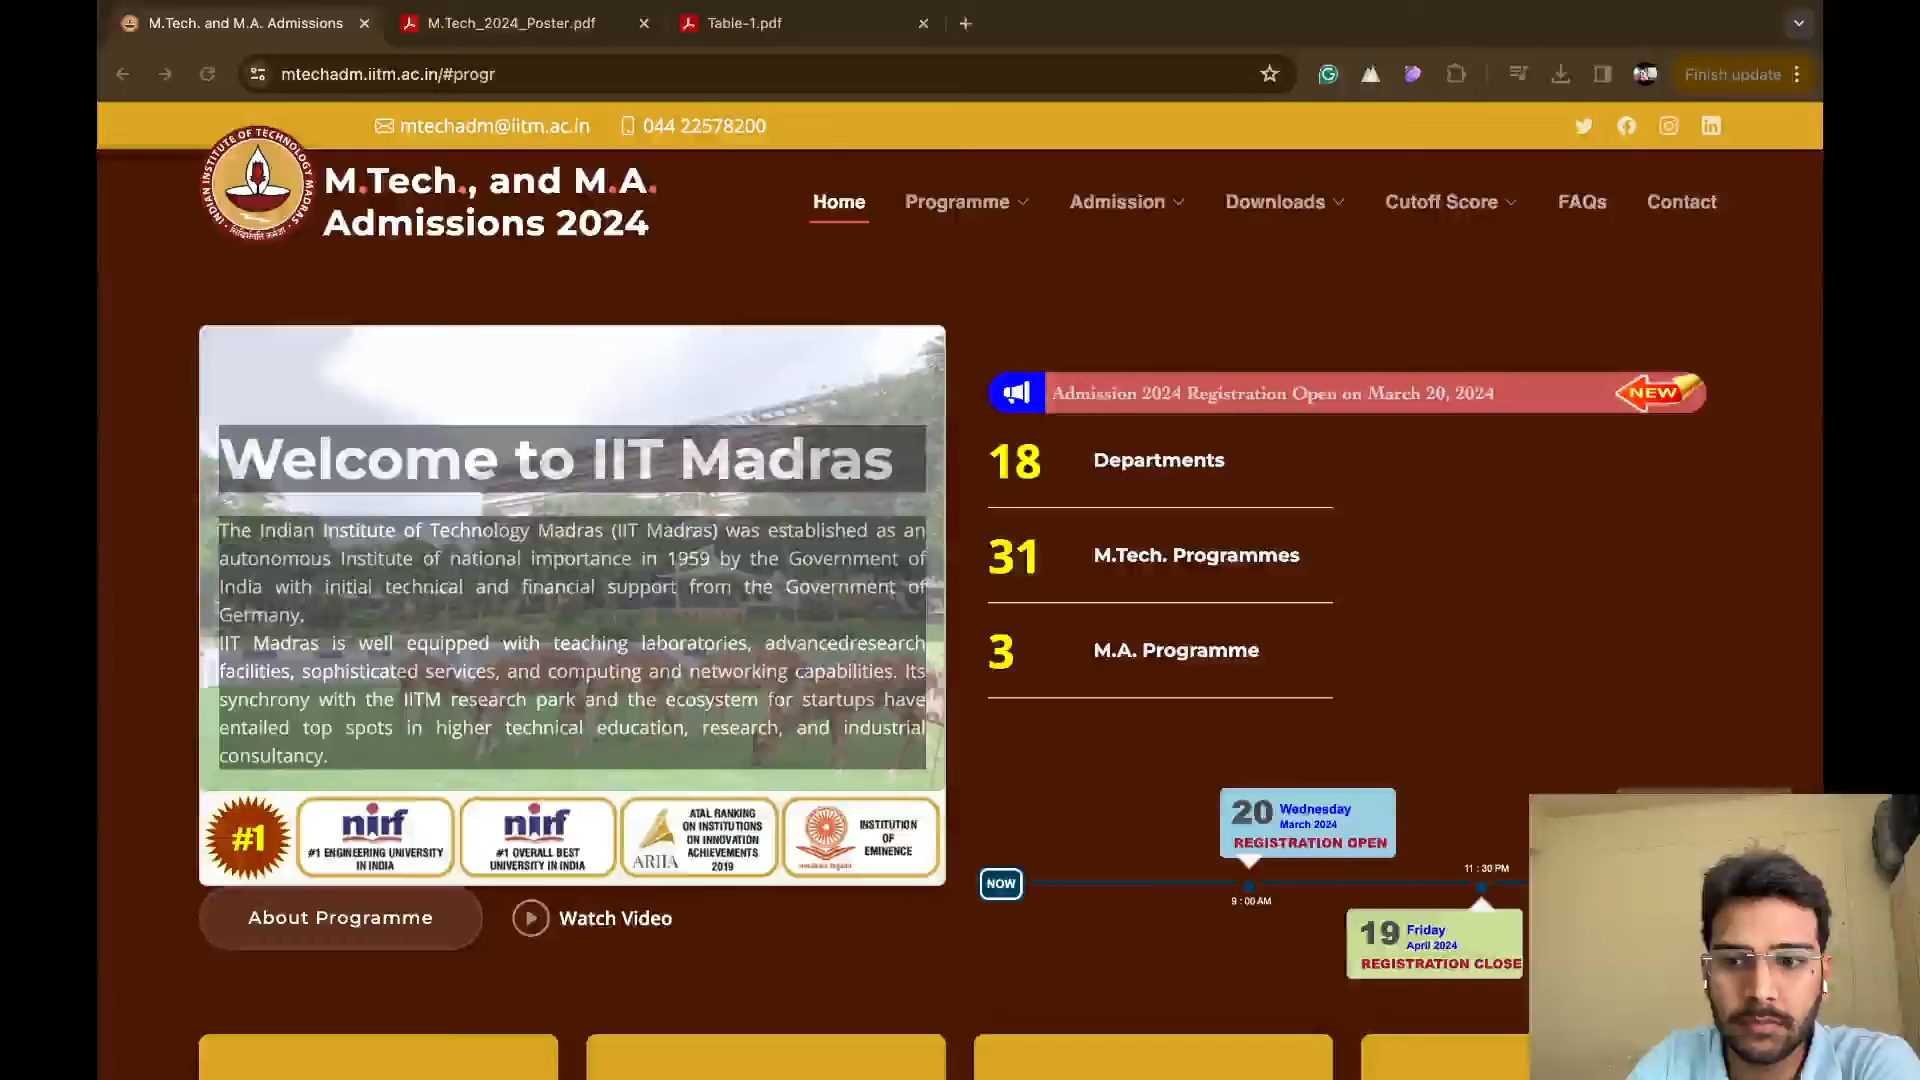 M.Tech. and M.A. Admissions
M.Tech_2024_Poster.pdf
Table-1.pdf
mtechadm.iitm.ac.in/#progr
Finish update
mtechadm@iitm.ac.in
044 22578200
INDIAN INSTITUTE OF TECHNOLOGY MADRAS
M.Tech., and M.A.
Admissions 2024
Home
Programme
Admission
Downloads
Cutoff Score
FAQs
Contact
Welcome to IIT Madras
The Indian Institute of Technology Madras (IIT Madras) was established as an
autonomous Institute of national importance in 1959 by the Government of
India with initial technical and financial support from the Government of
Germany.
IIT Madras is well equipped with teaching laboratories, advancedresearch
facilities, sophisticated services, and computing and networking capabilities. Its
synchrony with the IITM research park and the ecosystem for startups have
entailed top spots in higher technical education, research, and industrial
consultancy.
#1
nirf
#1 ENGINEERING UNIVERSITY
IN INDIA
nirf
#1 OVERALL BEST
UNIVERSITY IN INDIA
ARIIA
ATAL RANKING
ON INSTITUTIONS
ON INNOVATION
ACHIEVEMENTS
2019
INSTITUTION
OF
EMINENCE
About Programme
Watch Video
Admission 2024 Registration Open on March 20, 2024
NEW
18 Departments
31 M.Tech. Programmes
3 M.A. Programme
20 Wednesday
March 2024
REGISTRATION OPEN
NOW
9 : 00 AM
11 : 30 PM
19 Friday
April 2024
REGISTRATION CLOSE